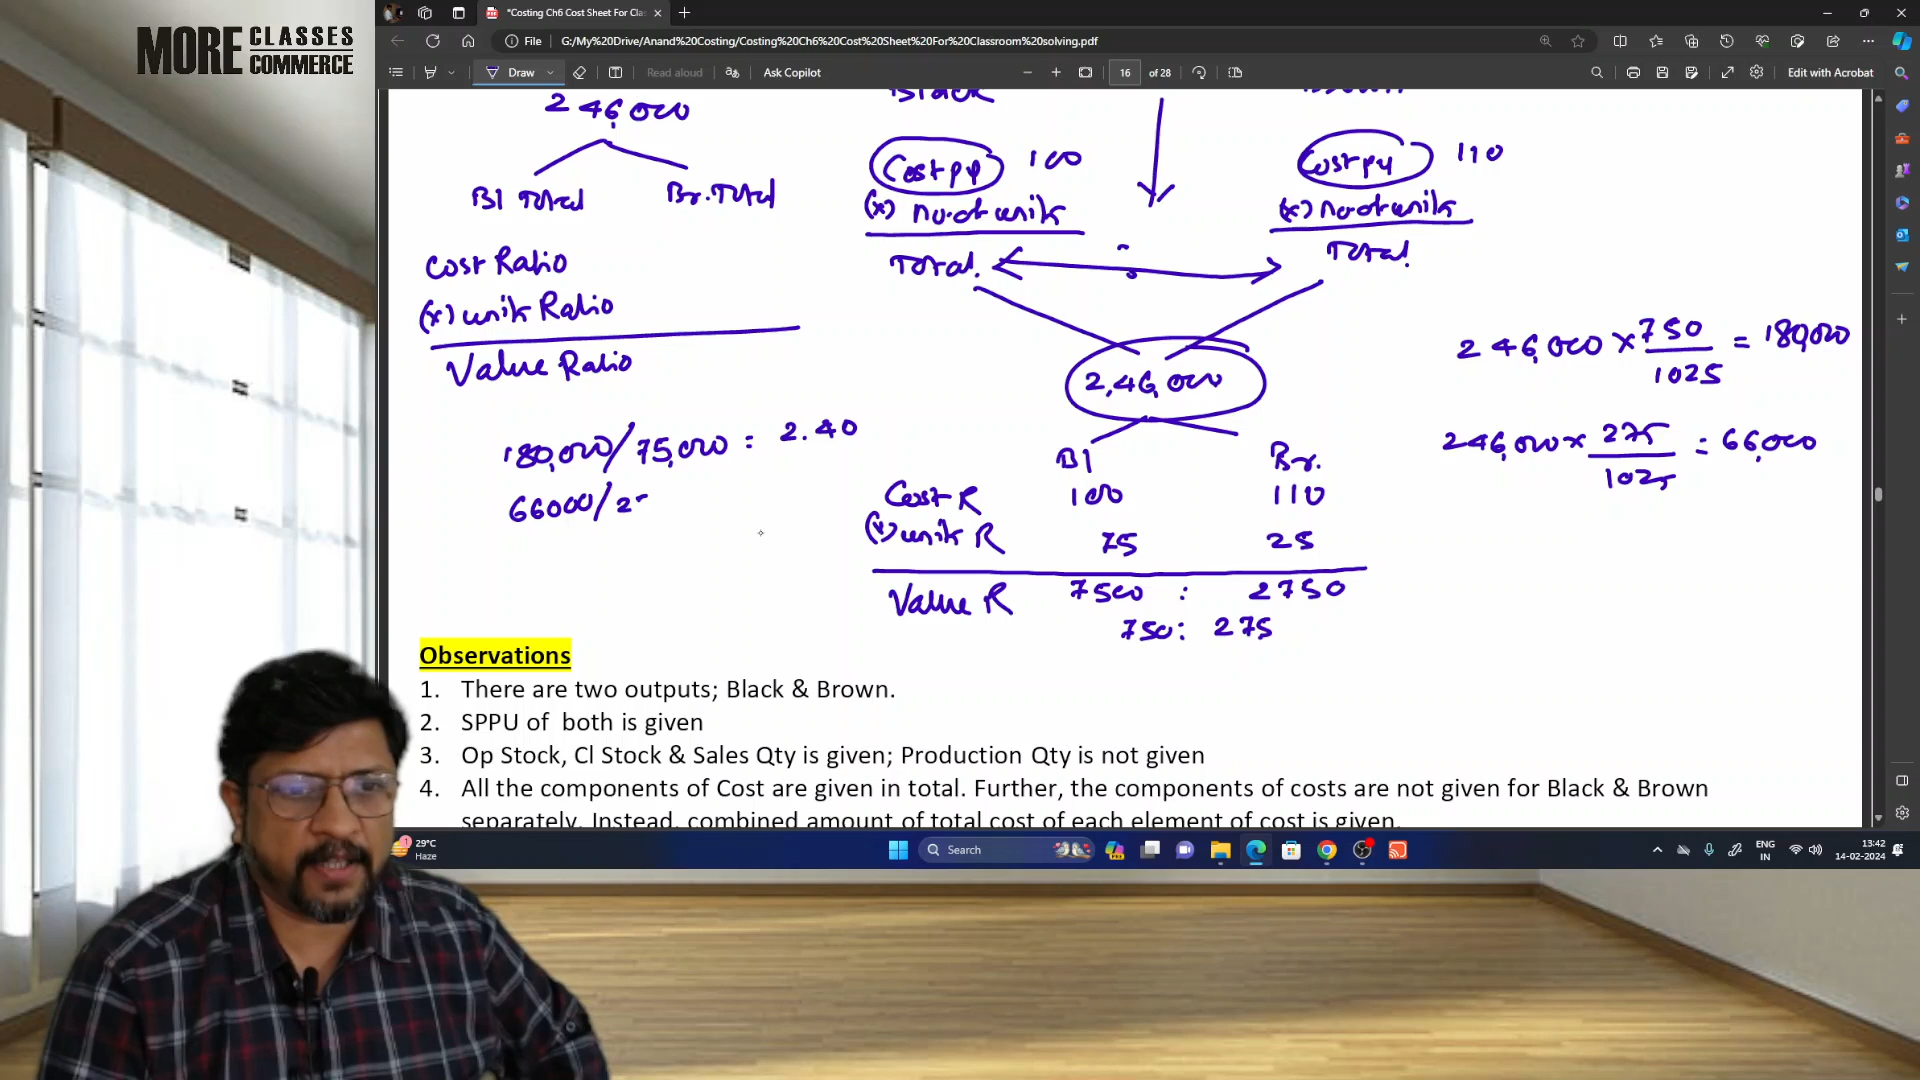 MORE CLASSES COMMERCE
*Costing Ch6 Cost Sheet For Cla
File G:/My%20Drive/Anand%20Costing/Costing%20Ch6%20Cost%20Sheet%20For%20Classroom%20solving.pdf
Draw Read aloud Ask Copilot 16 of 28 Edit with Acrobat
2 46,000
Bl Total Br. Total
Cost Ratio
(x) unik Ratio
Value Ratio
Cost pu 100
(x) no. of units
Total.
Cost pu 110
(x) no. of units
Total.
2,46,000
246,000 x 750/1025 = 180,000
246,000 x 275/1025 = 66,000
180,000/75,000 = 2.40
66000/2
Bl Br.
Cost R 100 110
(x) unik R 75 25
Value R 7500 : 2750
750: 275
Observations
1. There are two outputs; Black & Brown.
2. SPPU of both is given
3. Op Stock, Cl Stock & Sales Qty is given; Production Qty is not given
4. All the components of Cost are given in total. Further, the components of costs are not given for Black & Brown
separately. Instead, combined amount of total cost of each element of cost is given.
29°C
Haze
Search
ENG
IN
13:42
14-02-2024